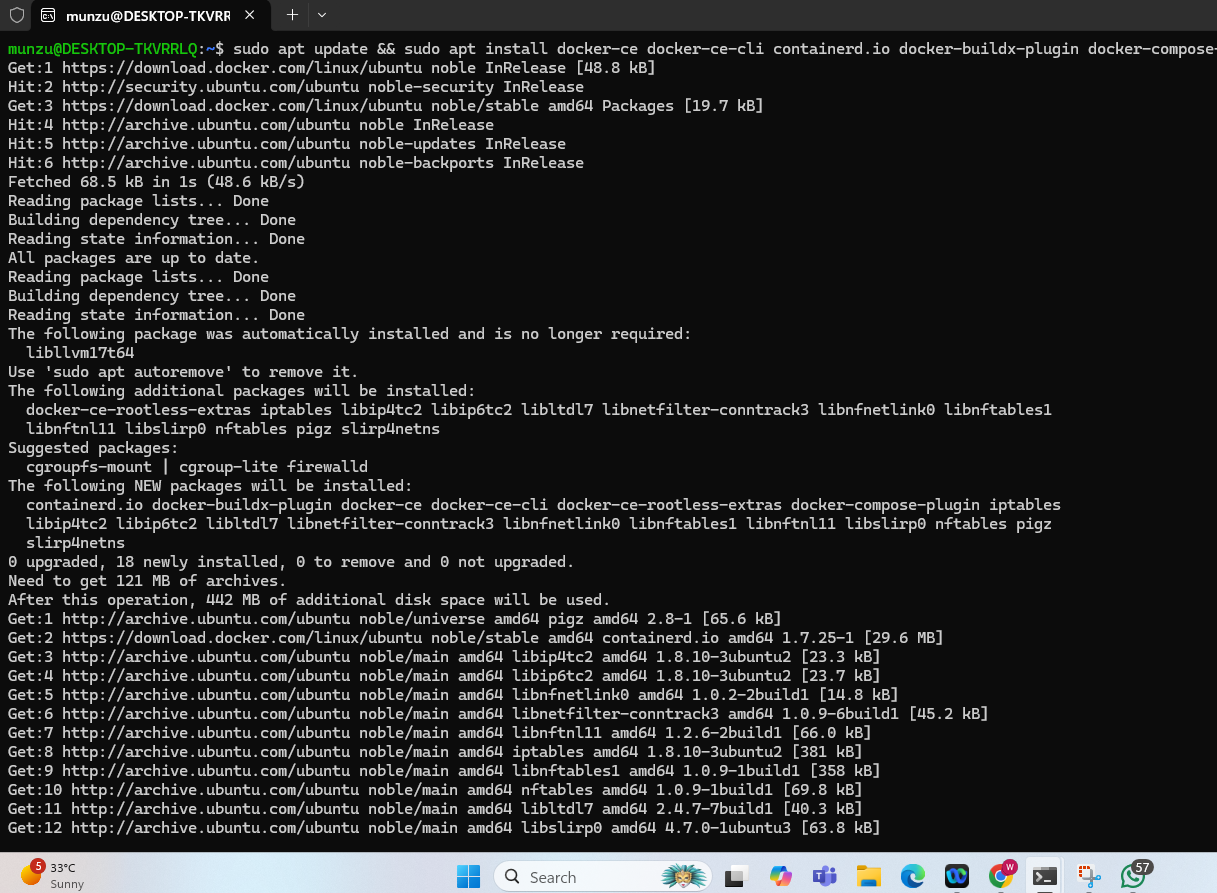 munzu@DESKTOP-TKVRR
munzu@DESKTOP-TKVRRLQ:~$ sudo apt update && sudo apt install docker-ce docker-ce-cli containerd.io docker-buildx-plugin docker-compose-
Get:1 https://download.docker.com/linux/ubuntu noble InRelease [48.8 kB]
Hit:2 http://security.ubuntu.com/ubuntu noble-security InRelease
Get:3 https://download.docker.com/linux/ubuntu noble/stable amd64 Packages [19.7 kB]
Hit:4 http://archive.ubuntu.com/ubuntu noble InRelease
Hit:5 http://archive.ubuntu.com/ubuntu noble-updates InRelease
Hit:6 http://archive.ubuntu.com/ubuntu noble-backports InRelease
Fetched 68.5 kB in 1s (48.6 kB/s)
Reading package lists... Done
Building dependency tree... Done
Reading state information... Done
All packages are up to date.
Reading package lists... Done
Building dependency tree... Done
Reading state information... Done
The following package was automatically installed and is no longer required:
  libllvm17t64
Use 'sudo apt autoremove' to remove it.
The following additional packages will be installed:
  docker-ce-rootless-extras iptables libip4tc2 libip6tc2 libltdl7 libnetfilter-conntrack3 libnfnetlink0 libnftables1
  libnftnl11 libslirp0 nftables pigz slirp4netns
Suggested packages:
  cgroupfs-mount | cgroup-lite firewalld
The following NEW packages will be installed:
  containerd.io docker-buildx-plugin docker-ce docker-ce-cli docker-ce-rootless-extras docker-compose-plugin iptables
  libip4tc2 libip6tc2 libltdl7 libnetfilter-conntrack3 libnfnetlink0 libnftables1 libnftnl11 libslirp0 nftables pigz
  slirp4netns
0 upgraded, 18 newly installed, 0 to remove and 0 not upgraded.
Need to get 121 MB of archives.
After this operation, 442 MB of additional disk space will be used.
Get:1 http://archive.ubuntu.com/ubuntu noble/universe amd64 pigz amd64 2.8-1 [65.6 kB]
Get:2 https://download.docker.com/linux/ubuntu noble/stable amd64 containerd.io amd64 1.7.25-1 [29.6 MB]
Get:3 http://archive.ubuntu.com/ubuntu noble/main amd64 libip4tc2 amd64 1.8.10-3ubuntu2 [23.3 kB]
Get:4 http://archive.ubuntu.com/ubuntu noble/main amd64 libip6tc2 amd64 1.8.10-3ubuntu2 [23.7 kB]
Get:5 http://archive.ubuntu.com/ubuntu noble/main amd64 libnfnetlink0 amd64 1.0.2-2build1 [14.8 kB]
Get:6 http://archive.ubuntu.com/ubuntu noble/main amd64 libnetfilter-conntrack3 amd64 1.0.9-6build1 [45.2 kB]
Get:7 http://archive.ubuntu.com/ubuntu noble/main amd64 libnftnl11 amd64 1.2.6-2build1 [66.0 kB]
Get:8 http://archive.ubuntu.com/ubuntu noble/main amd64 iptables amd64 1.8.10-3ubuntu2 [381 kB]
Get:9 http://archive.ubuntu.com/ubuntu noble/main amd64 libnftables1 amd64 1.0.9-1build1 [358 kB]
Get:10 http://archive.ubuntu.com/ubuntu noble/main amd64 nftables amd64 1.0.9-1build1 [69.8 kB]
Get:11 http://archive.ubuntu.com/ubuntu noble/main amd64 libltdl7 amd64 2.4.7-7build1 [40.3 kB]
Get:12 http://archive.ubuntu.com/ubuntu noble/main amd64 libslirp0 amd64 4.7.0-1ubuntu3 [63.8 kB]
5
33°C
Sunny
Search
W
57